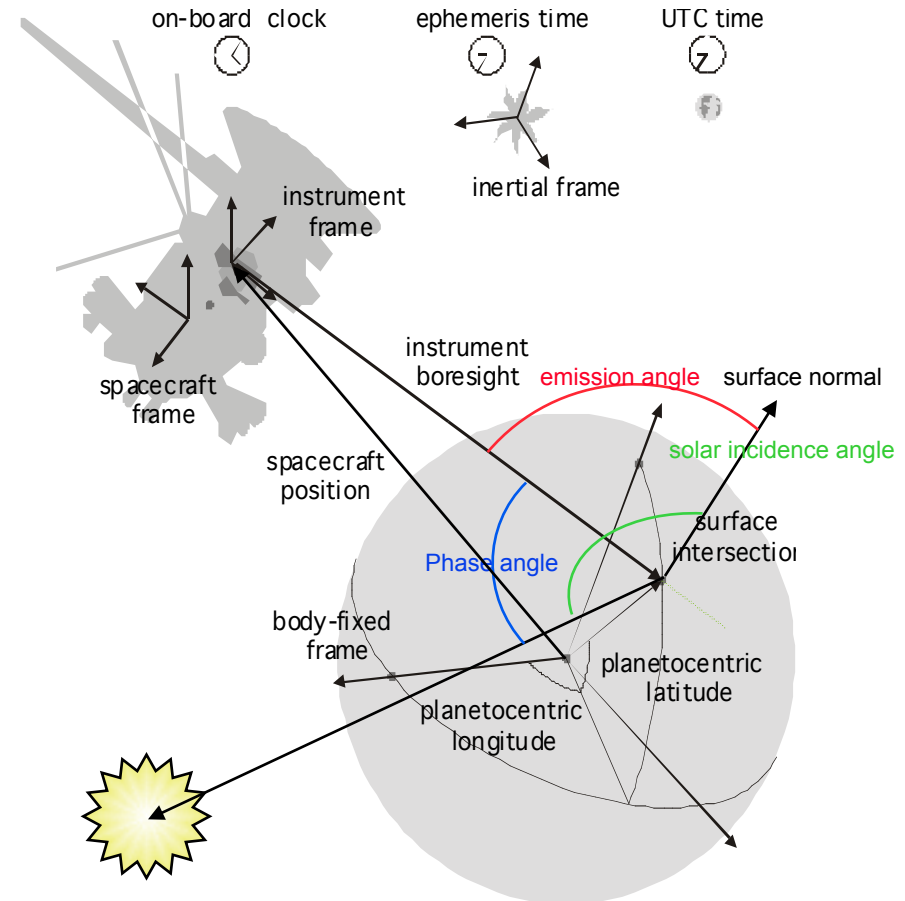 on-board clock
ephemeris time
UTC time
inertial frame
instrument
frame
spacecraft
frame
instrument
boresight
emission angle
surface normal
solar incidence angle
spacecraft
position
surface
intersection
Phase angle
body-fixed
frame
planetocentric
latitude
planetocentric
longitude